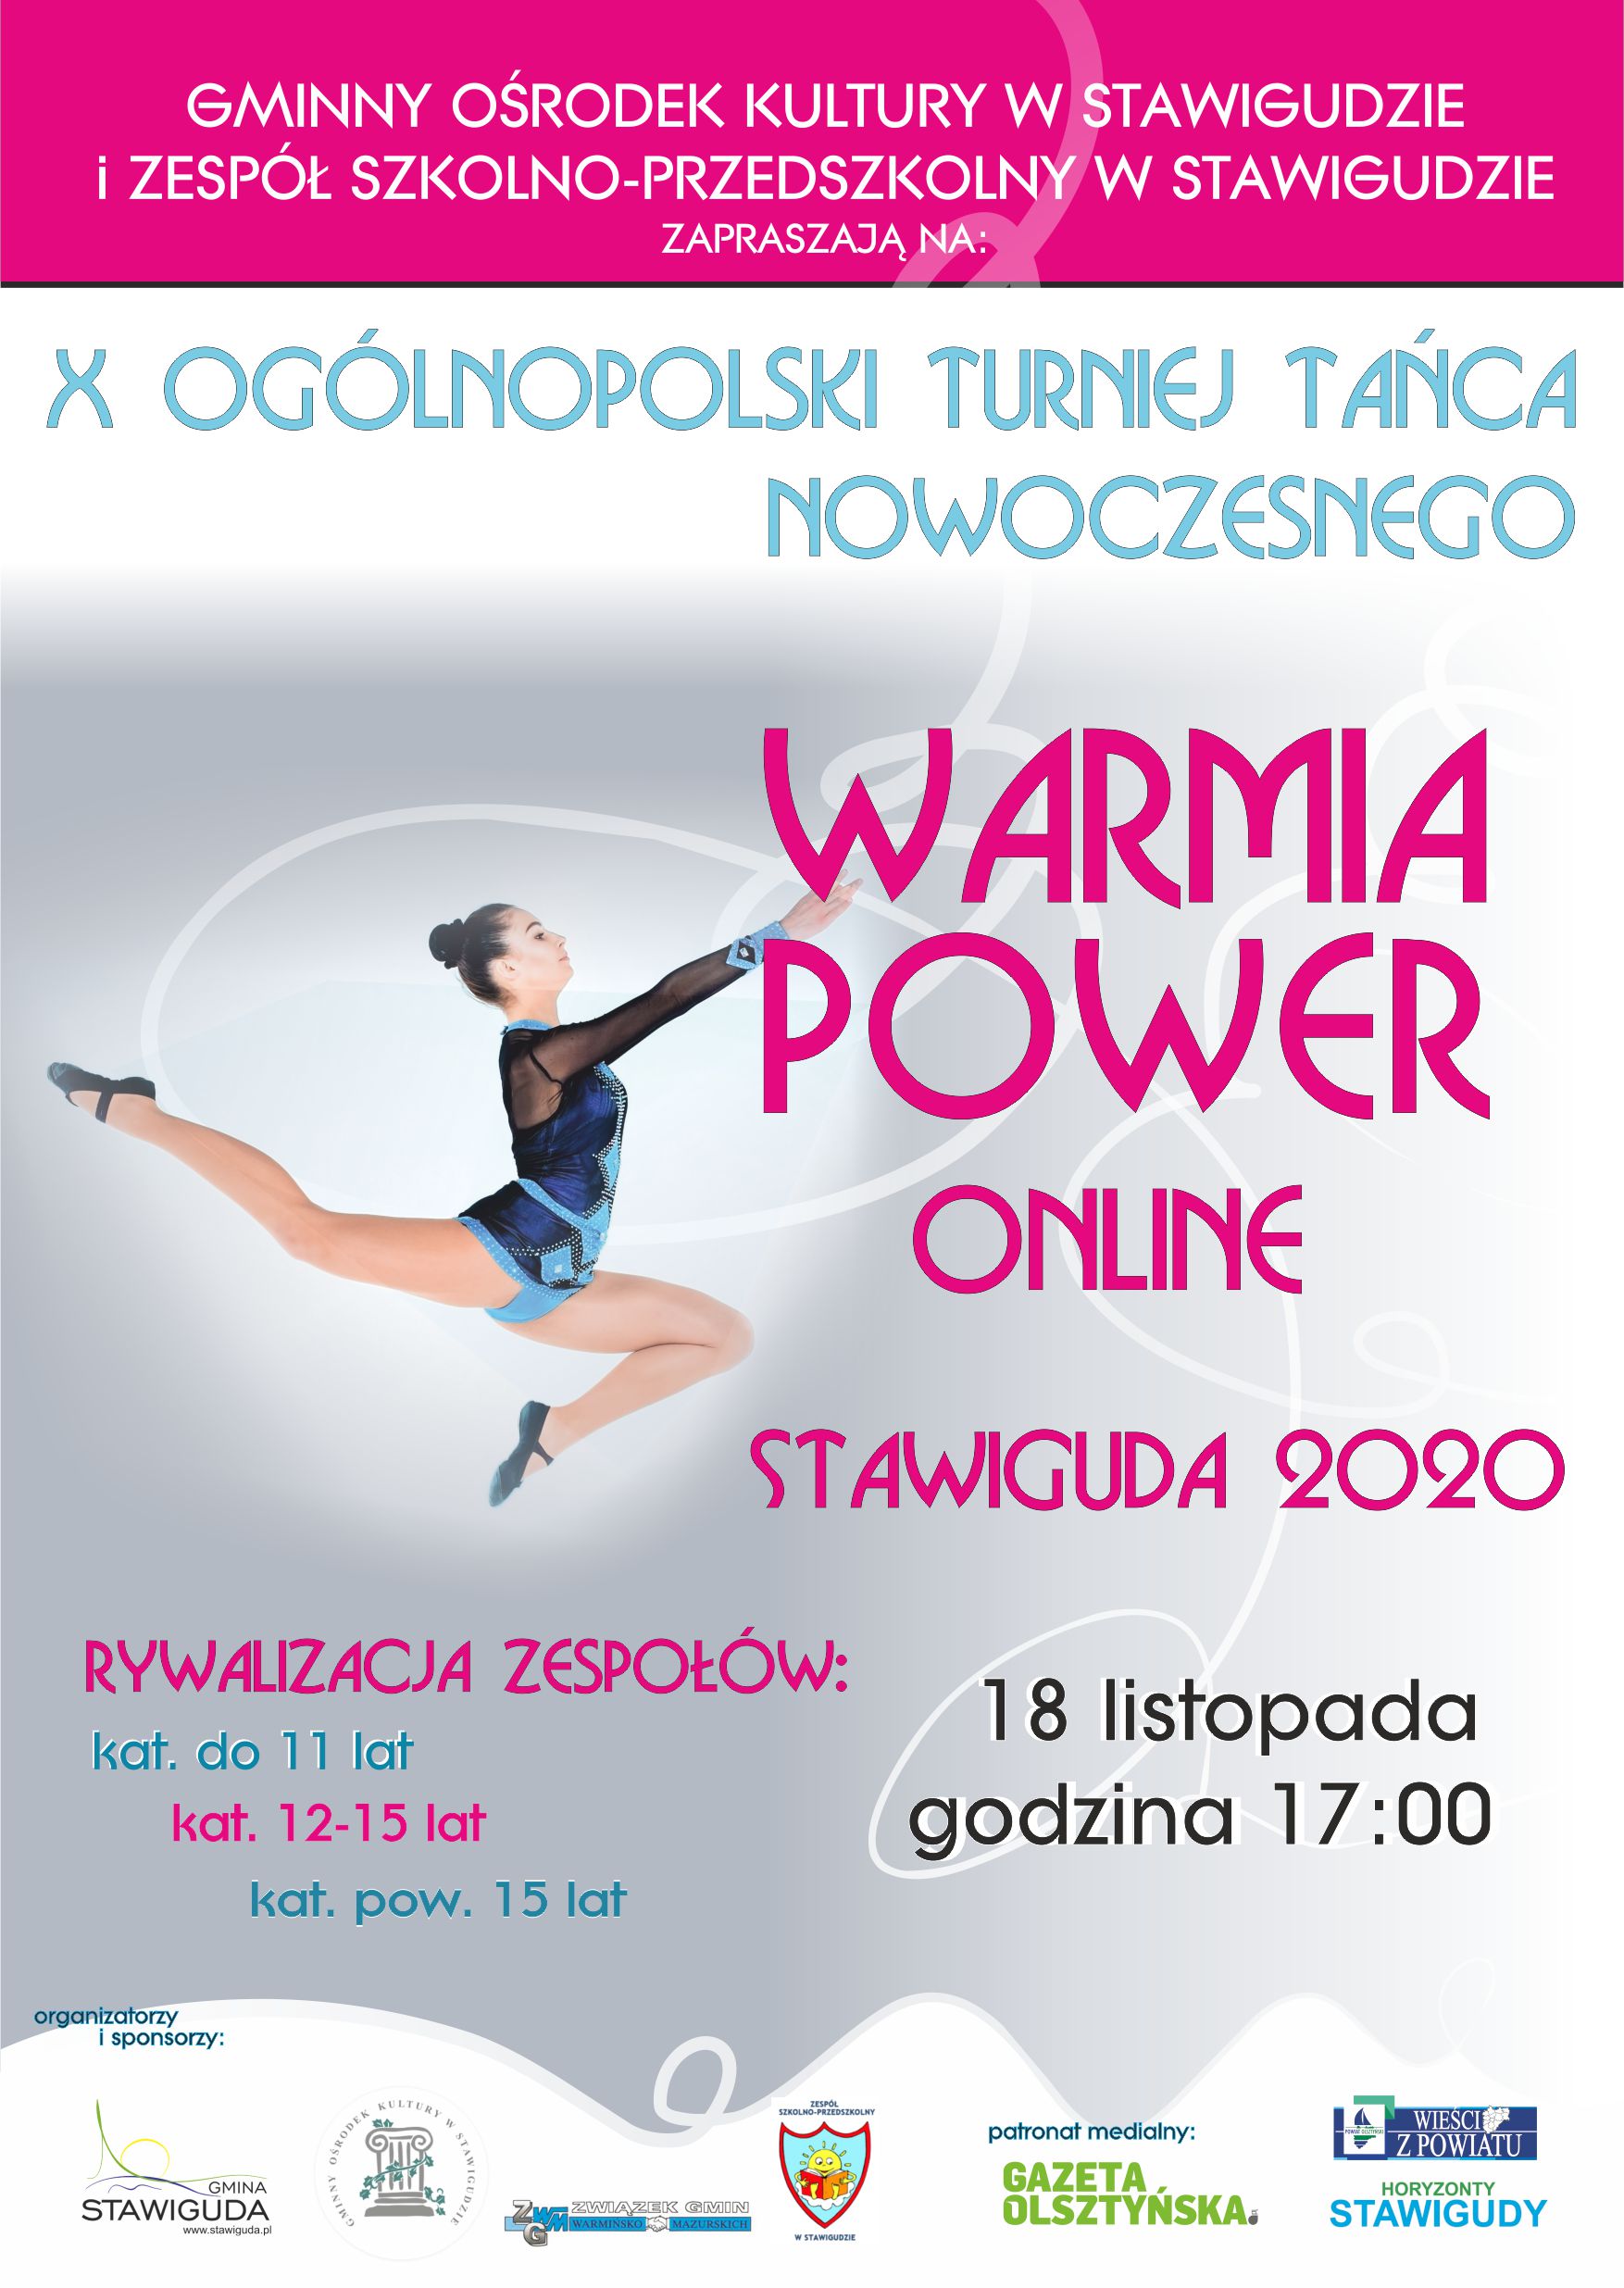 GMINNY OŚRODEK KULTURY W STAWIGUDZIE
i ZESPÓŁ SZKOLNO-PRZEDSZKOLNY W STAWIGUDZIE
ZAPRASZAJĄ NA:
X OGÓLNOPOLSKI TURNIEJ TAŃCA
NOWOCZESNEGO
WARMIA
POWER
ONLINE
STAWIGUDA 2020
RYWALIZACJA ZESPOŁÓW:
kat. do 11 lat
kat. 12-15 lat
kat. pow. 15 lat
18 listopada
godzina 17:00
organizatorzy
i sponsorzy:
GMINA
STAWIGUDA
www.stawiguda.pl
GMINNY OŚRODEK KULTURY W STAWIGUDZIE
ZWM
G
ZWIĄZEK GMIN
WARMIŃSKO MAZURSKICH
ZESPÓŁ
SZKOLNO-PRZEDSZKOLNY
W STAWIGUDZIE
patronat medialny:
GAZETA
OLSZTYŃSKA
POWIAT OLSZTYŃSKI
WIEŚCI
Z POWIATU
HORYZONTY
STAWIGUDY